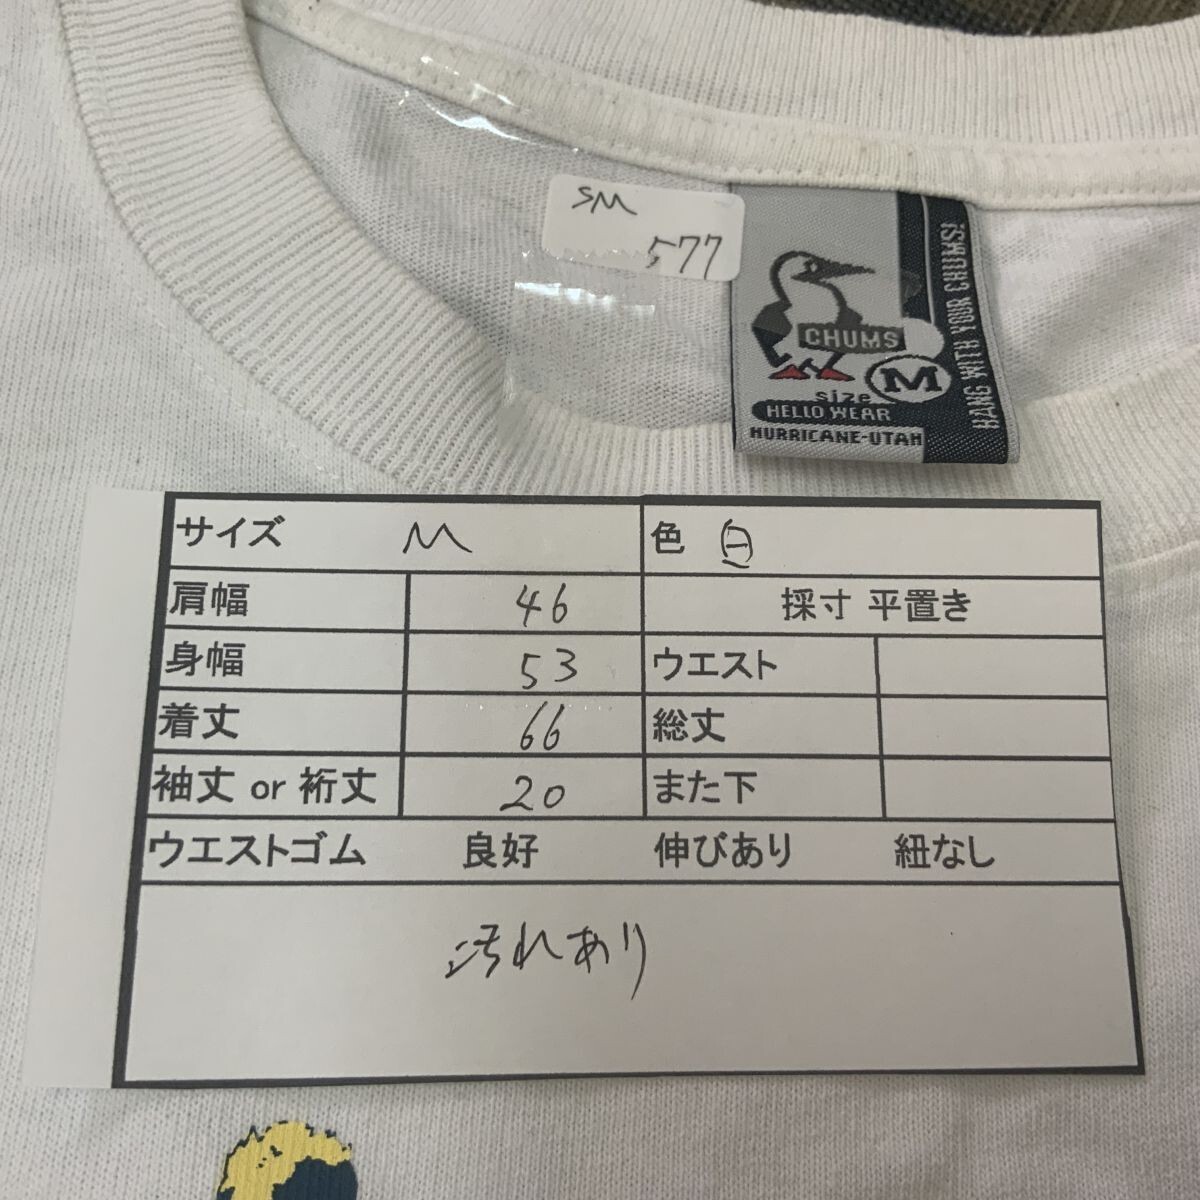 SM
577
CHUMS
M
size
HELLO WEAR
HURRICANE-UTAH
HANG WITH YOUR CHUMS!
サイズ M 色 白
肩幅 46 採寸 平置き
身幅 53 ウエスト
着丈 66 総丈
袖丈 or 裄丈 20 また下
ウエストゴム 良好 伸びあり 紐なし
汚れあり